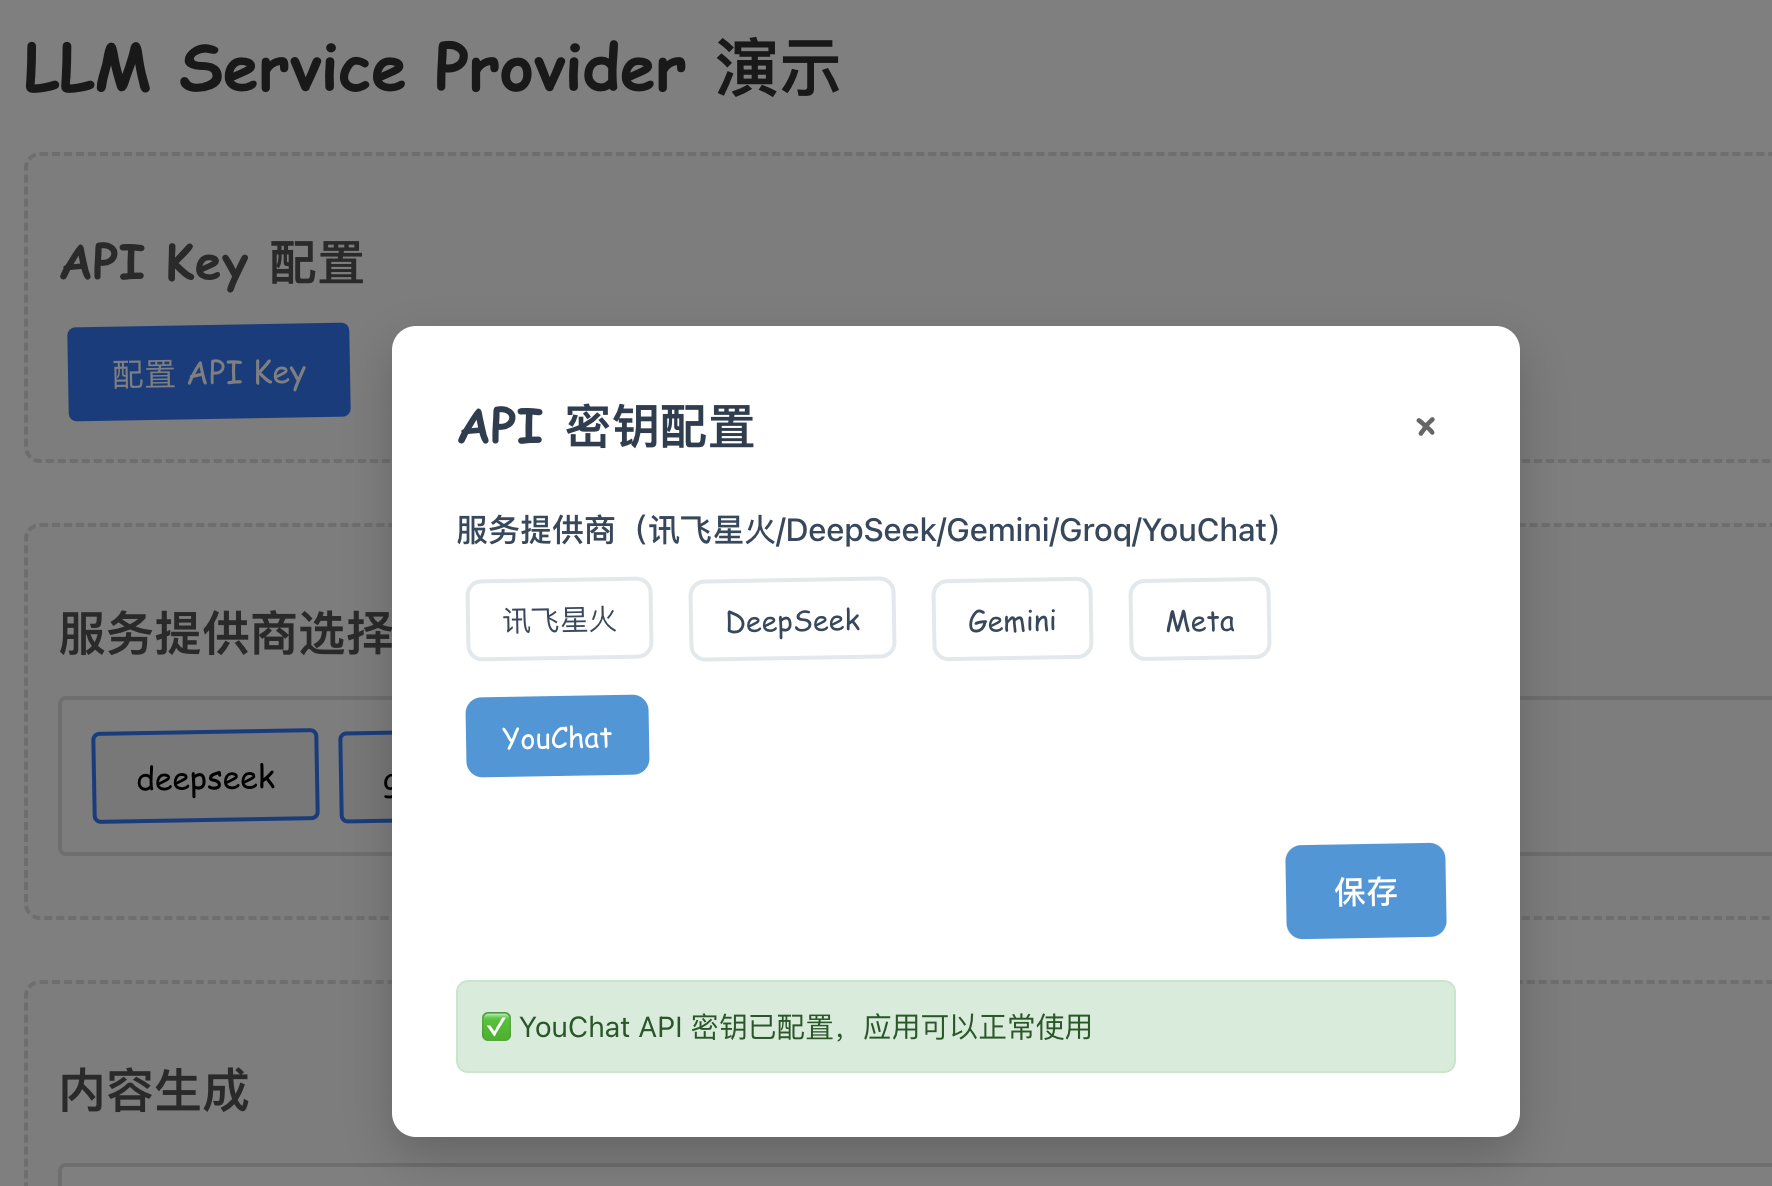 LLM Service Provider 演示
API Key 配置
配置 API Key
API 密钥配置
×
服务提供商（讯飞星火/DeepSeek/Gemini/Groq/YouChat）
讯飞星火 DeepSeek Gemini Meta
YouChat
保存
✅ YouChat API 密钥已配置，应用可以正常使用
服务提供商选择
deepseek g
内容生成